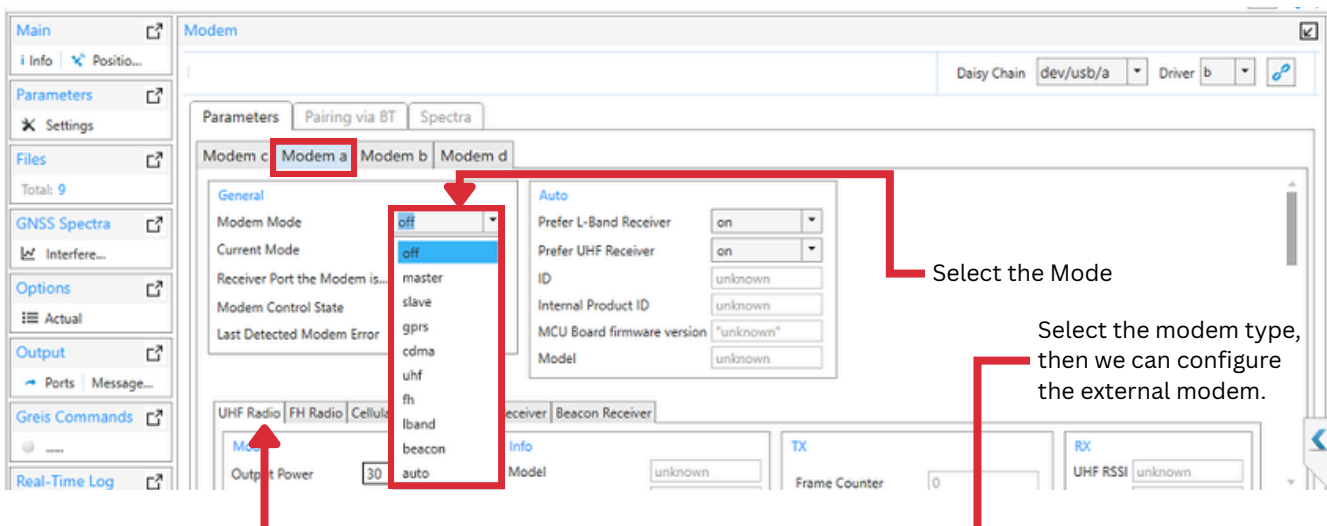 Main
Info Positio...
Parameters
Settings
Files
Total: 9
GNSS Spectra
Interfere...
Options
Actual
Output
Ports Message...
Greis Commands
......
Real-Time Log
Modem
Daisy Chain dev/usb/a Driver b
Parameters Pairing via BT Spectra
Modem c Modem a Modem b Modem d
General
Modem Mode off
Current Mode
Receiver Port the Modem is...
Modem Control State
Last Detected Modem Error
off
master
slave
gprs
cdma
uhf
fh
lband
beacon
auto
Auto
Prefer L-Band Receiver on
Prefer UHF Receiver on
ID unknown
Internal Product ID unknown
MCU Board firmware version "unknown"
Model unknown
Select the Mode
Select the modem type,
then we can configure
the external modem.
UHF Radio FH Radio Beacon Receiver
Output Power 30
Info
Model unknown
TX
Frame Counter 0
RX
UHF RSSI unknown